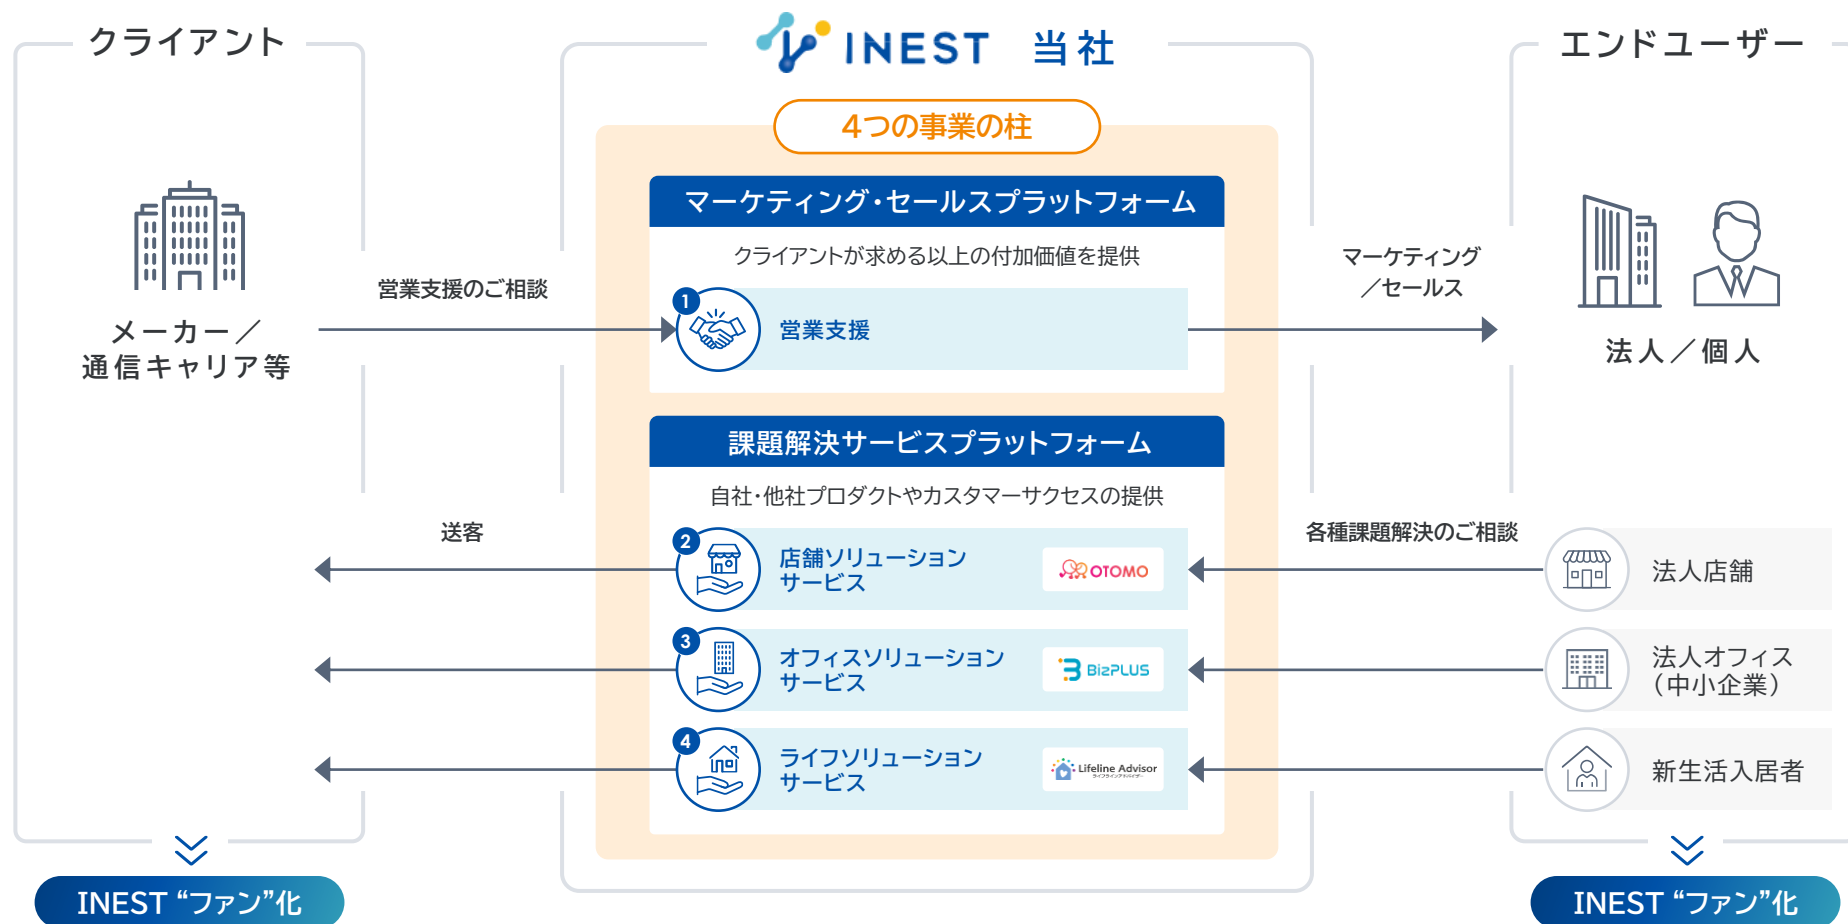 クライアント
INEST 当社
エンドユーザー
4つの事業の柱
マーケティング・セールスプラットフォーム
クライアントが求める以上の付加価値を提供
営業支援のご相談
1
営業支援
マーケティング
／セールス
メーカー／
通信キャリア等
法人／個人
課題解決サービスプラットフォーム
自社・他社プロダクトやカスタマーサクセスの提供
送客
各種課題解決のご相談
2
店舗ソリューション
サービス
OTOMO
法人店舗
3
オフィスソリューション
サービス
BizPLUS
法人オフィス
（中小企業）
4
ライフソリューション
サービス
Lifeline Advisor
ライフラインアドバイザー
新生活入居者
INEST “ファン”化
INEST “ファン”化